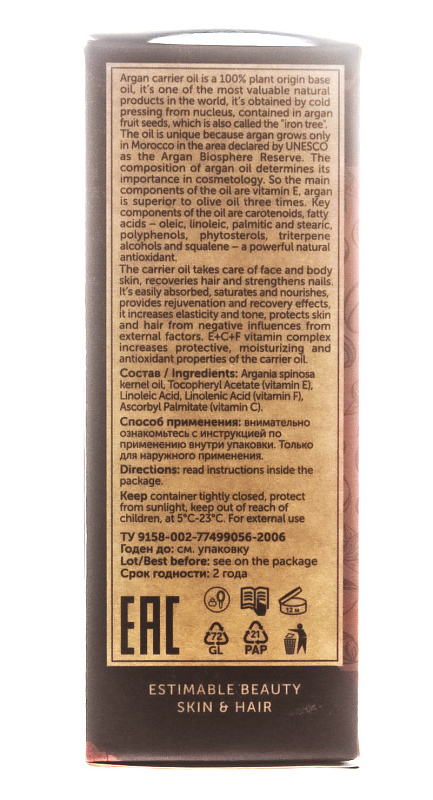 Argan carrier oil is a 100% plant origin base
oil, it's one of the most valuable natural
products in the world, it's obtained by cold
pressing from nucleus, contained in argan
fruit seeds, which is also called the "iron tree".
The oil is unique because argan grows only
in Morocco in the area declared by UNESCO
as the Argan Biosphere Reserve. The
composition of argan oil determines its
importance in cosmetology. So the main
components of the oil are vitamin E, argan
is superior to olive oil three times. Key
components of the oil are carotenoids, fatty
acids – oleic, linoleic, palmitic and stearic,
polyphenols, phytosterols, triterpene
alcohols and squalene – a powerful natural
antioxidant.
The carrier oil takes care of face and body
skin, recoveries hair and strengthens nails.
It's easily absorbed, saturates and nourishes,
provides rejuvenation and recovery effects,
it increases elasticity and tone, protects skin
and hair from negative influences from
external factors. E+C+F vitamin complex
increases protective, moisturizing and
antioxidant properties of the carrier oil.
Состав / Ingredients: Argania spinosa
kernel oil, Tocopheryl Acetate (vitamin E),
Linoleic Acid, Linolenic Acid (vitamin F),
Ascorbyl Palmitate (vitamin C).
Способ применения: внимательно
ознакомьтесь с инструкцией по
применению внутри упаковки. Только
для наружного применения.
Directions: read instructions inside the
package.
Keep container tightly closed, protect
from sunlight, keep out of reach of
children, at 5°C-23°C. For external use
ТУ 9158-002-77499056-2006
Годен до: см. упаковку
Lot/Best before: see on the package
Срок годности: 2 года
EAC
12 м
72
GL
21
PAP
ESTIMABLE BEAUTY
SKIN & HAIR